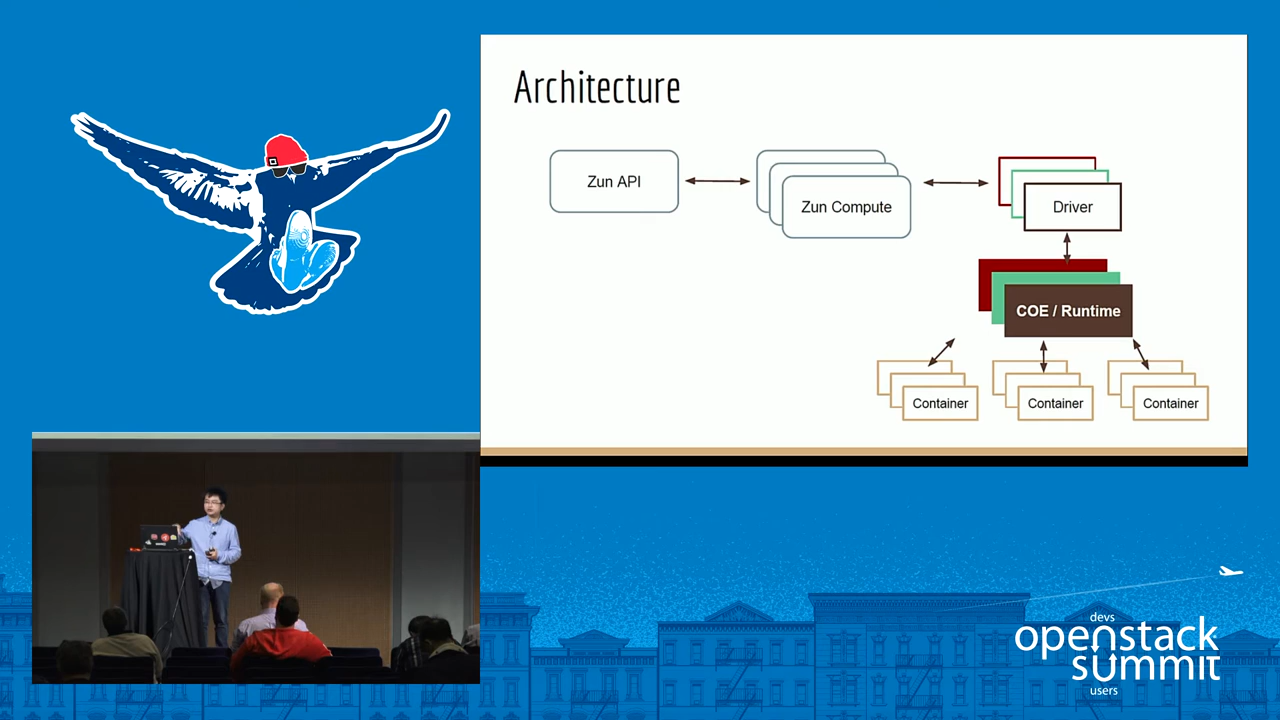 Architecture
Zun API
Zun Compute
Driver
COE / Runtime
Container
Container
Container
devs
openstack
summit
users